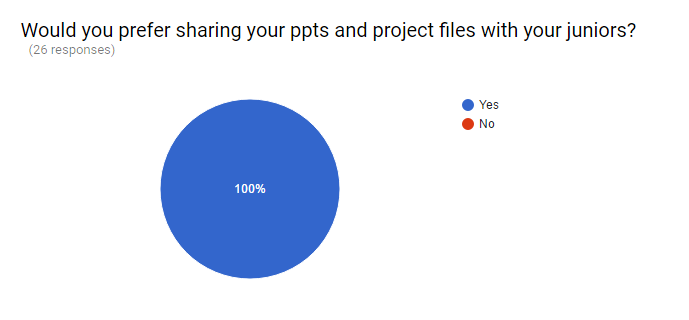 Would you prefer sharing your ppts and project files with your juniors?
(26 responses)
100%
Yes
No